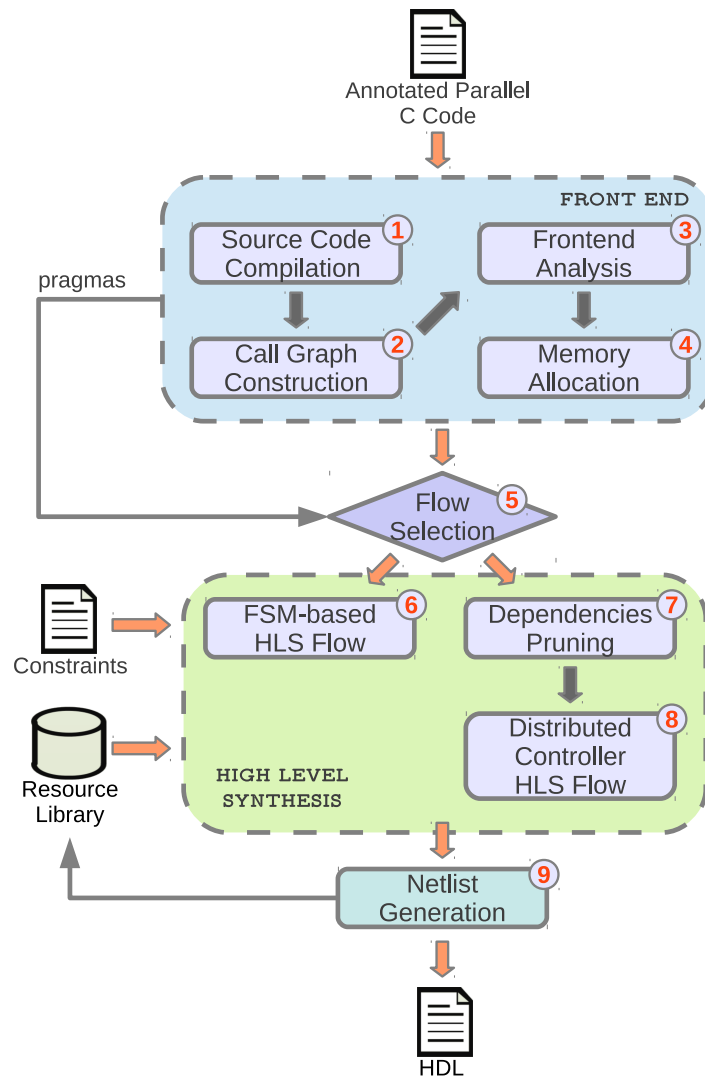 Annotated Parallel
C Code
FRONT END
1
Source Code
Compilation
3
Frontend
Analysis
pragmas
2
Call Graph
Construction
4
Memory
Allocation
5
Flow
Selection
6
FSM-based
HLS Flow
7
Dependencies
Pruning
Constraints
8
Distributed
Controller
HLS Flow
Resource
Library
HIGH LEVEL
SYNTHESIS
9
Netlist
Generation
HDL